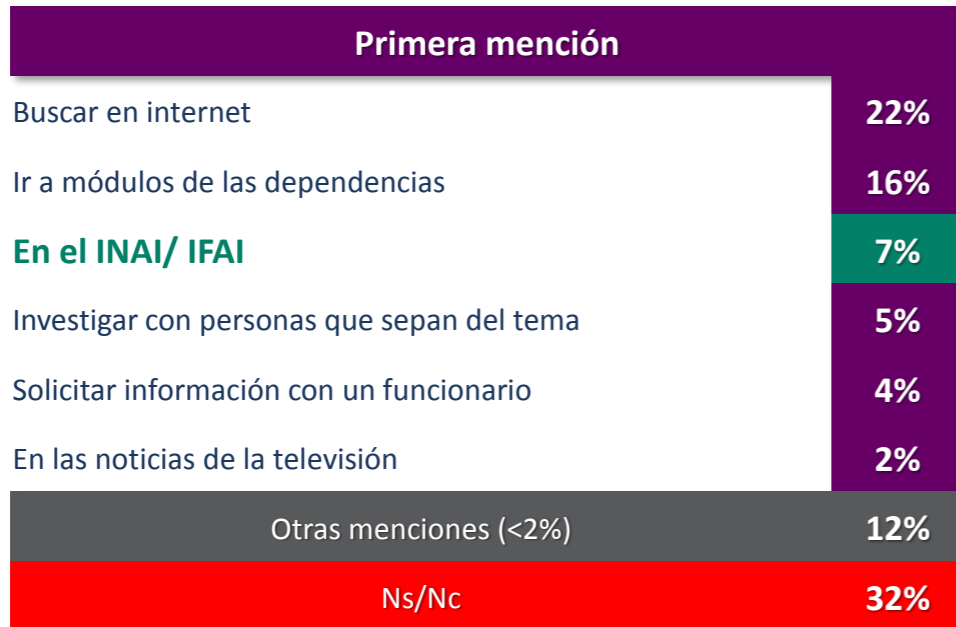 Primera mención
Buscar en internet 22%
Ir a módulos de las dependencias 16%
En el INAI/ IFAI 7%
Investigar con personas que sepan del tema 5%
Solicitar información con un funcionario 4%
En las noticias de la televisión 2%
Otras menciones (<2%) 12%
Ns/Nc 32%